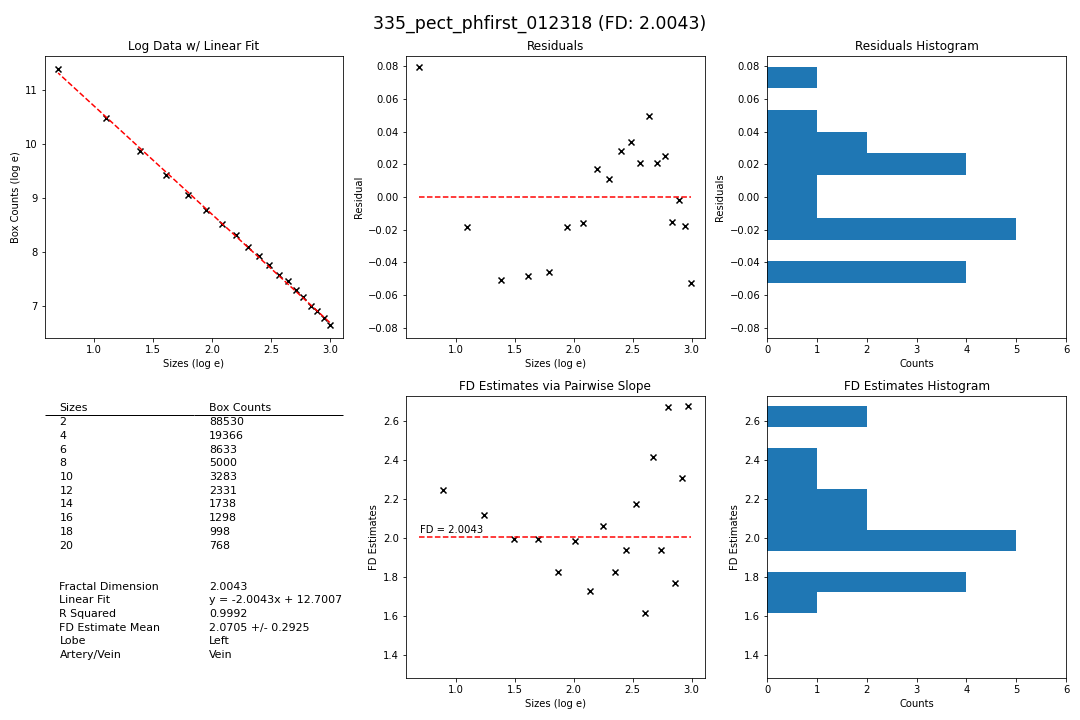 335_pect_phfirst_012318 (FD: 2.0043)
Log Data w/ Linear Fit
Box Counts (log e)
11
10
9
8
7
1.0 1.5 2.0 2.5 3.0
Sizes (log e)
Residuals
Residual
0.08
0.06
0.04
0.02
0.00
−0.02
−0.04
−0.06
−0.08
1.0 1.5 2.0 2.5 3.0
Sizes (log e)
Residuals Histogram
Residuals
0.08
0.06
0.04
0.02
0.00
−0.02
−0.04
−0.06
−0.08
0 1 2 3 4 5 6
Counts
Sizes Box Counts
2 88530
4 19366
6 8633
8 5000
10 3283
12 2331
14 1738
16 1298
18 998
20 768
Fractal Dimension 2.0043
Linear Fit y = -2.0043x + 12.7007
R Squared 0.9992
FD Estimate Mean 2.0705 +/- 0.2925
Lobe Left
Artery/Vein Vein
FD Estimates via Pairwise Slope
FD Estimates
2.6
2.4
2.2
2.0
1.8
1.6
1.4
FD = 2.0043
1.0 1.5 2.0 2.5 3.0
Sizes (log e)
FD Estimates Histogram
FD Estimates
2.6
2.4
2.2
2.0
1.8
1.6
1.4
0 1 2 3 4 5 6
Counts